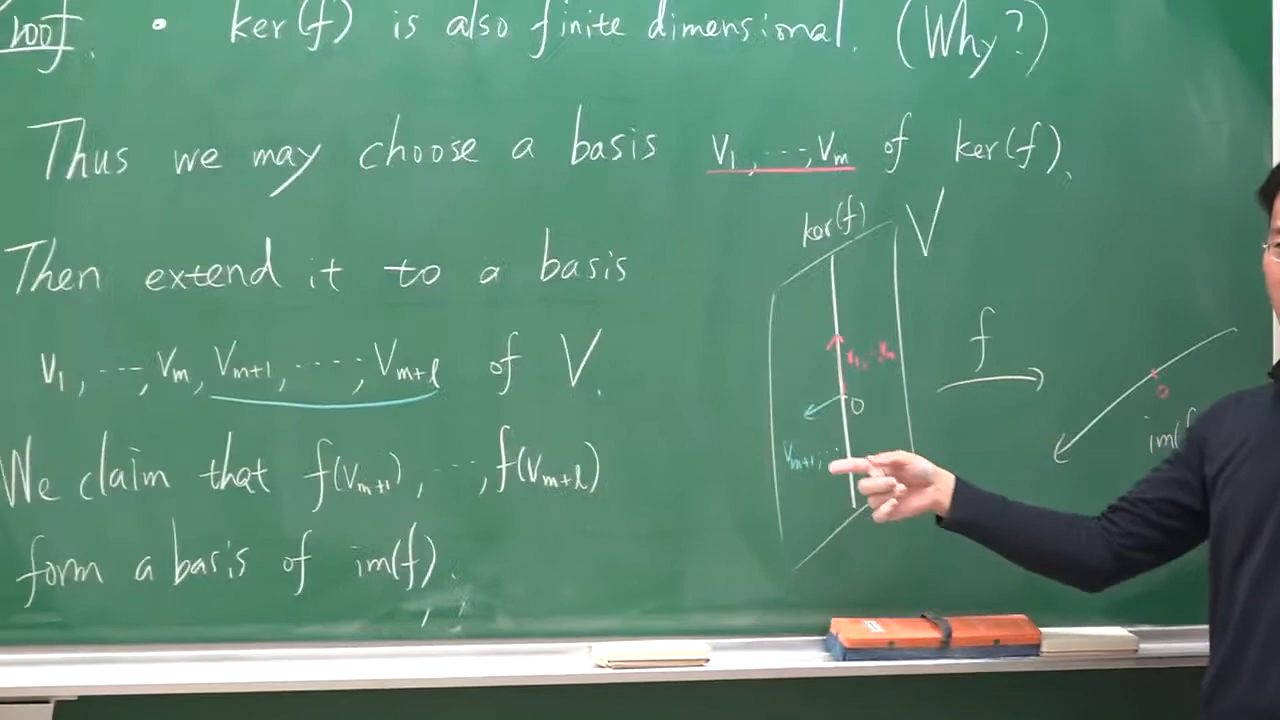 Proof. • ker(f) is also finite dimensional. (Why?)
Thus we may choose a basis v₁, ..., vₘ of ker(f).
Then extend it to a basis
v₁, ..., vₘ, vₘ₊₁, ..., vₘ₊ℓ of V.
We claim that f(vₘ₊₁), ..., f(vₘ₊ℓ)
form a basis of im(f).
ker(f) V
f
0
vₘ₊₁, ..
0
im(f